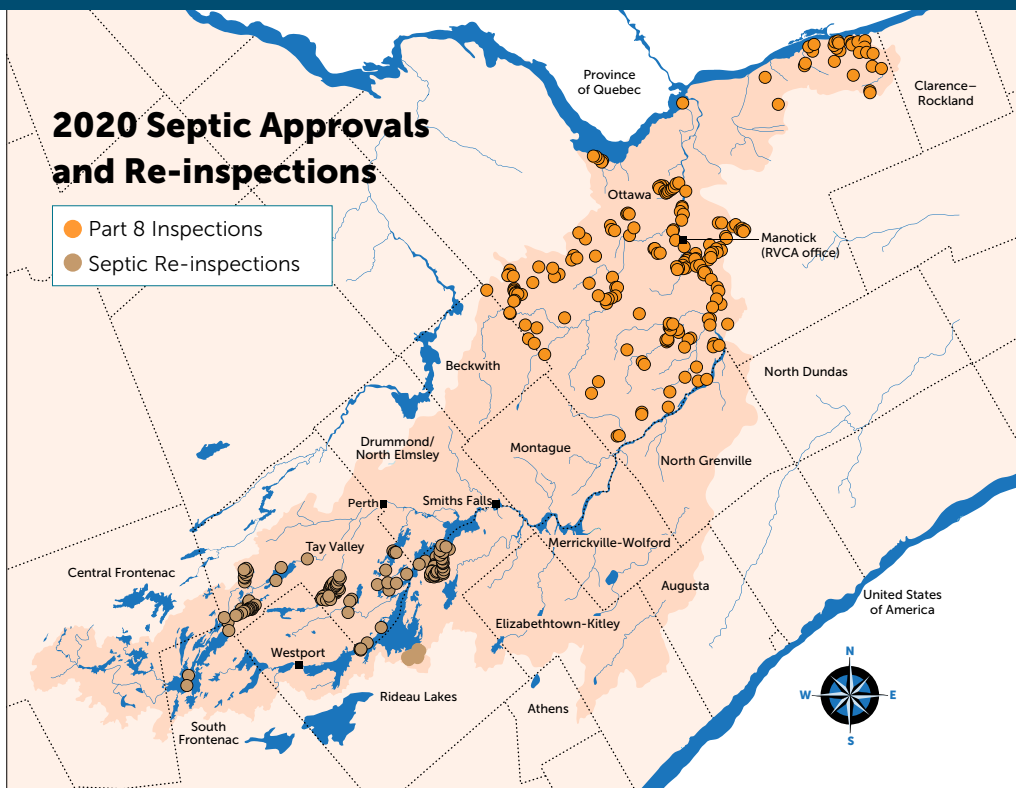 2020 Septic Approvals
and Re-inspections
Part 8 Inspections
Septic Re-inspections
Province
of Quebec
Clarence–
Rockland
Ottawa
Manotick
(RVCA office)
Beckwith
North Dundas
Drummond/
North Elmsley
Montague
North Grenville
Perth
Smiths Falls
Tay Valley
Merrickville-Wolford
Central Frontenac
Augusta
United States
of America
Elizabethtown-Kitley
Westport
Rideau Lakes
Athens
South
Frontenac
N
W
E
S